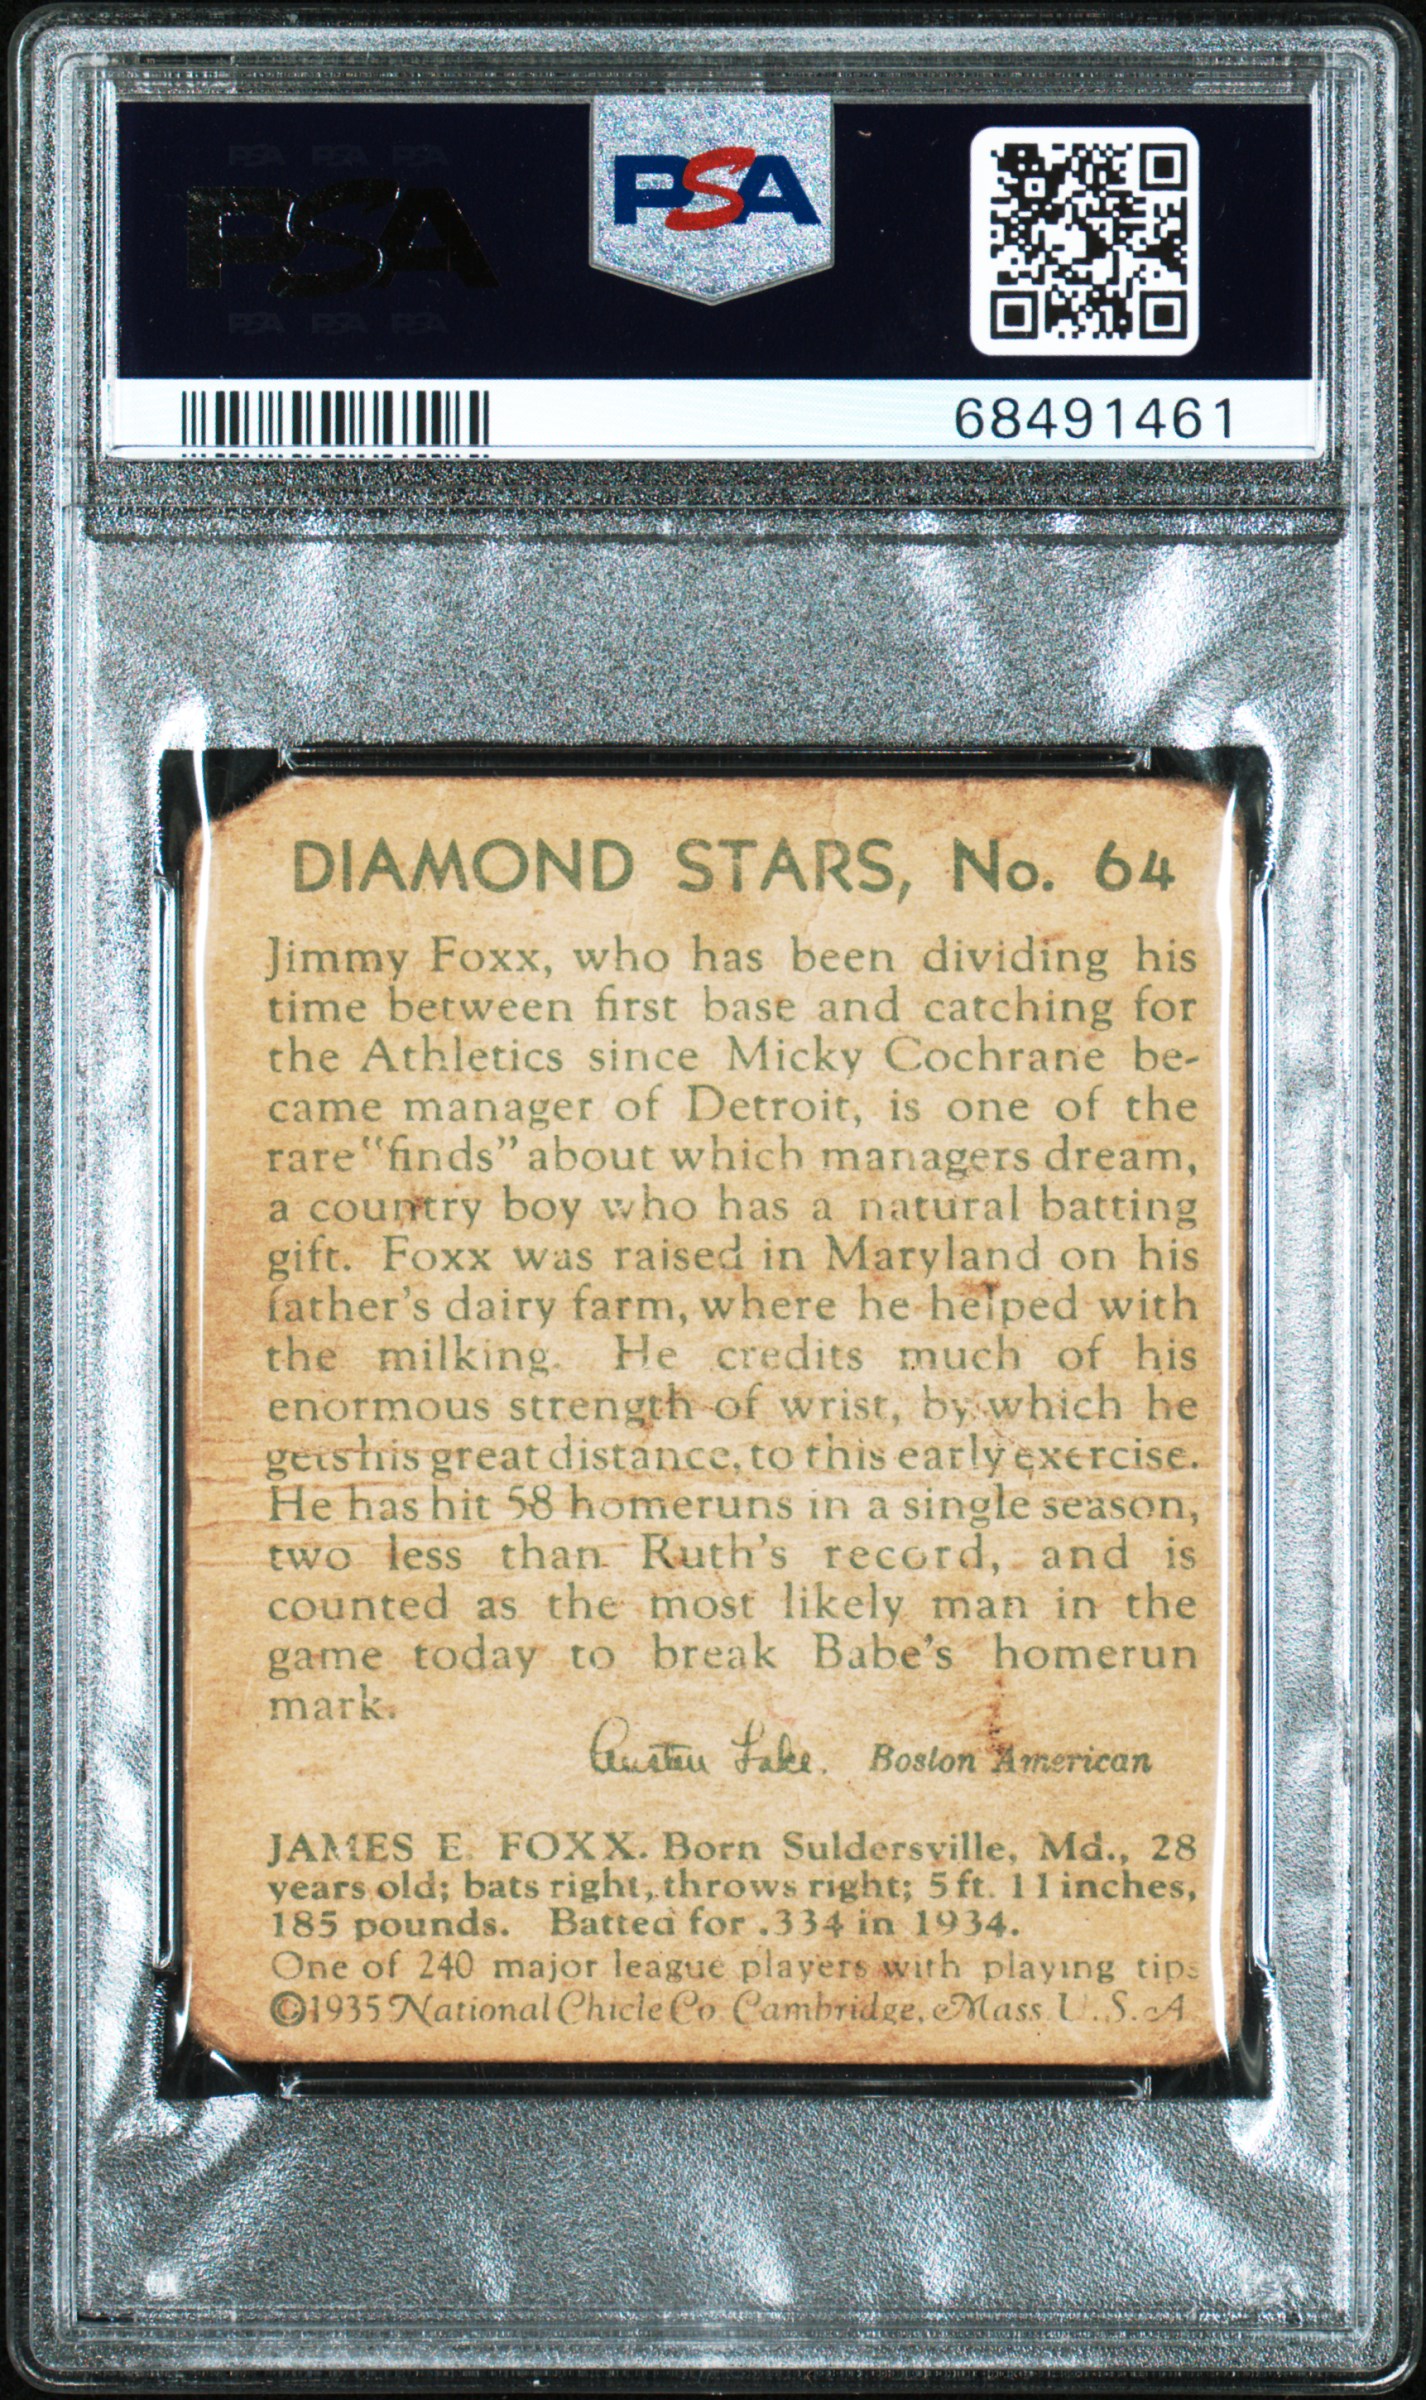 PSA PSA PSA
PSA
PSA PSA PSA
PSA
68491461
DIAMOND STARS, No. 64
Jimmy Foxx, who has been dividing his
time between first base and catching for
the Athletics since Micky Cochrane be-
came manager of Detroit, is one of the
rare "finds" about which managers dream,
a country boy who has a natural batting
gift. Foxx was raised in Maryland on his
father's dairy farm, where he helped with
the milking. He credits much of his
enormous strength of wrist, by which he
gets his great distance, to this early exercise.
He has hit 58 homeruns in a single season,
two less than Ruth's record, and is
counted as the most likely man in the
game today to break Babe's homerun
mark.
Austen Lake. Boston American
JAMES E. FOXX. Born Suldersville, Md., 28
years old; bats right, throws right; 5 ft. 11 inches,
185 pounds. Batted for .334 in 1934.
One of 240 major league players with playing tips
©1935 National Chicle Co. Cambridge, Mass. U.S.A.